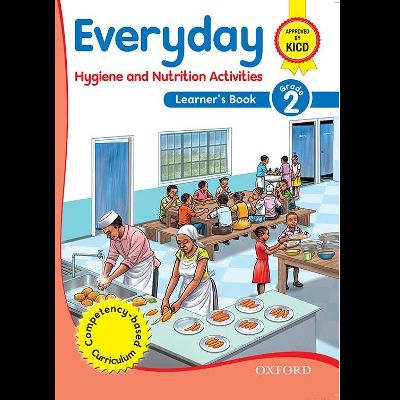 Everyday
APPROVED
BY
KICD
Hygiene and Nutrition Activities
Learner's Book
Grade
2
Competency-based
Curriculum
OXFORD